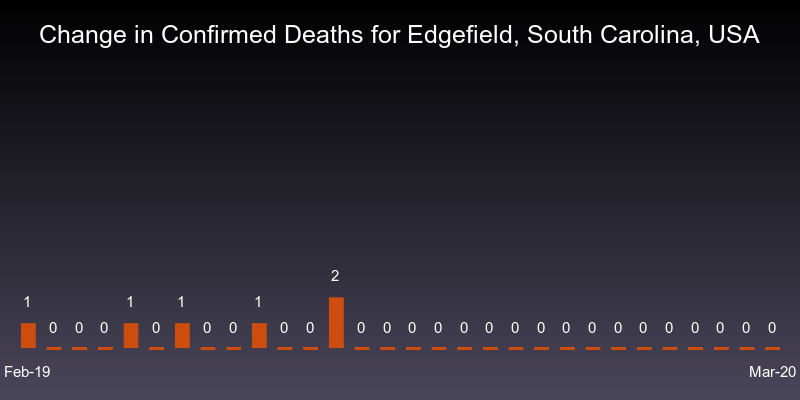 Change in Confirmed Deaths for Edgefield, South Carolina, USA
2
1 1 1 1
0 0 0 0 0 0 0 0 0 0 0 0 0 0 0 0 0 0 0 0 0 0 0 0 0
Feb-19 Mar-20